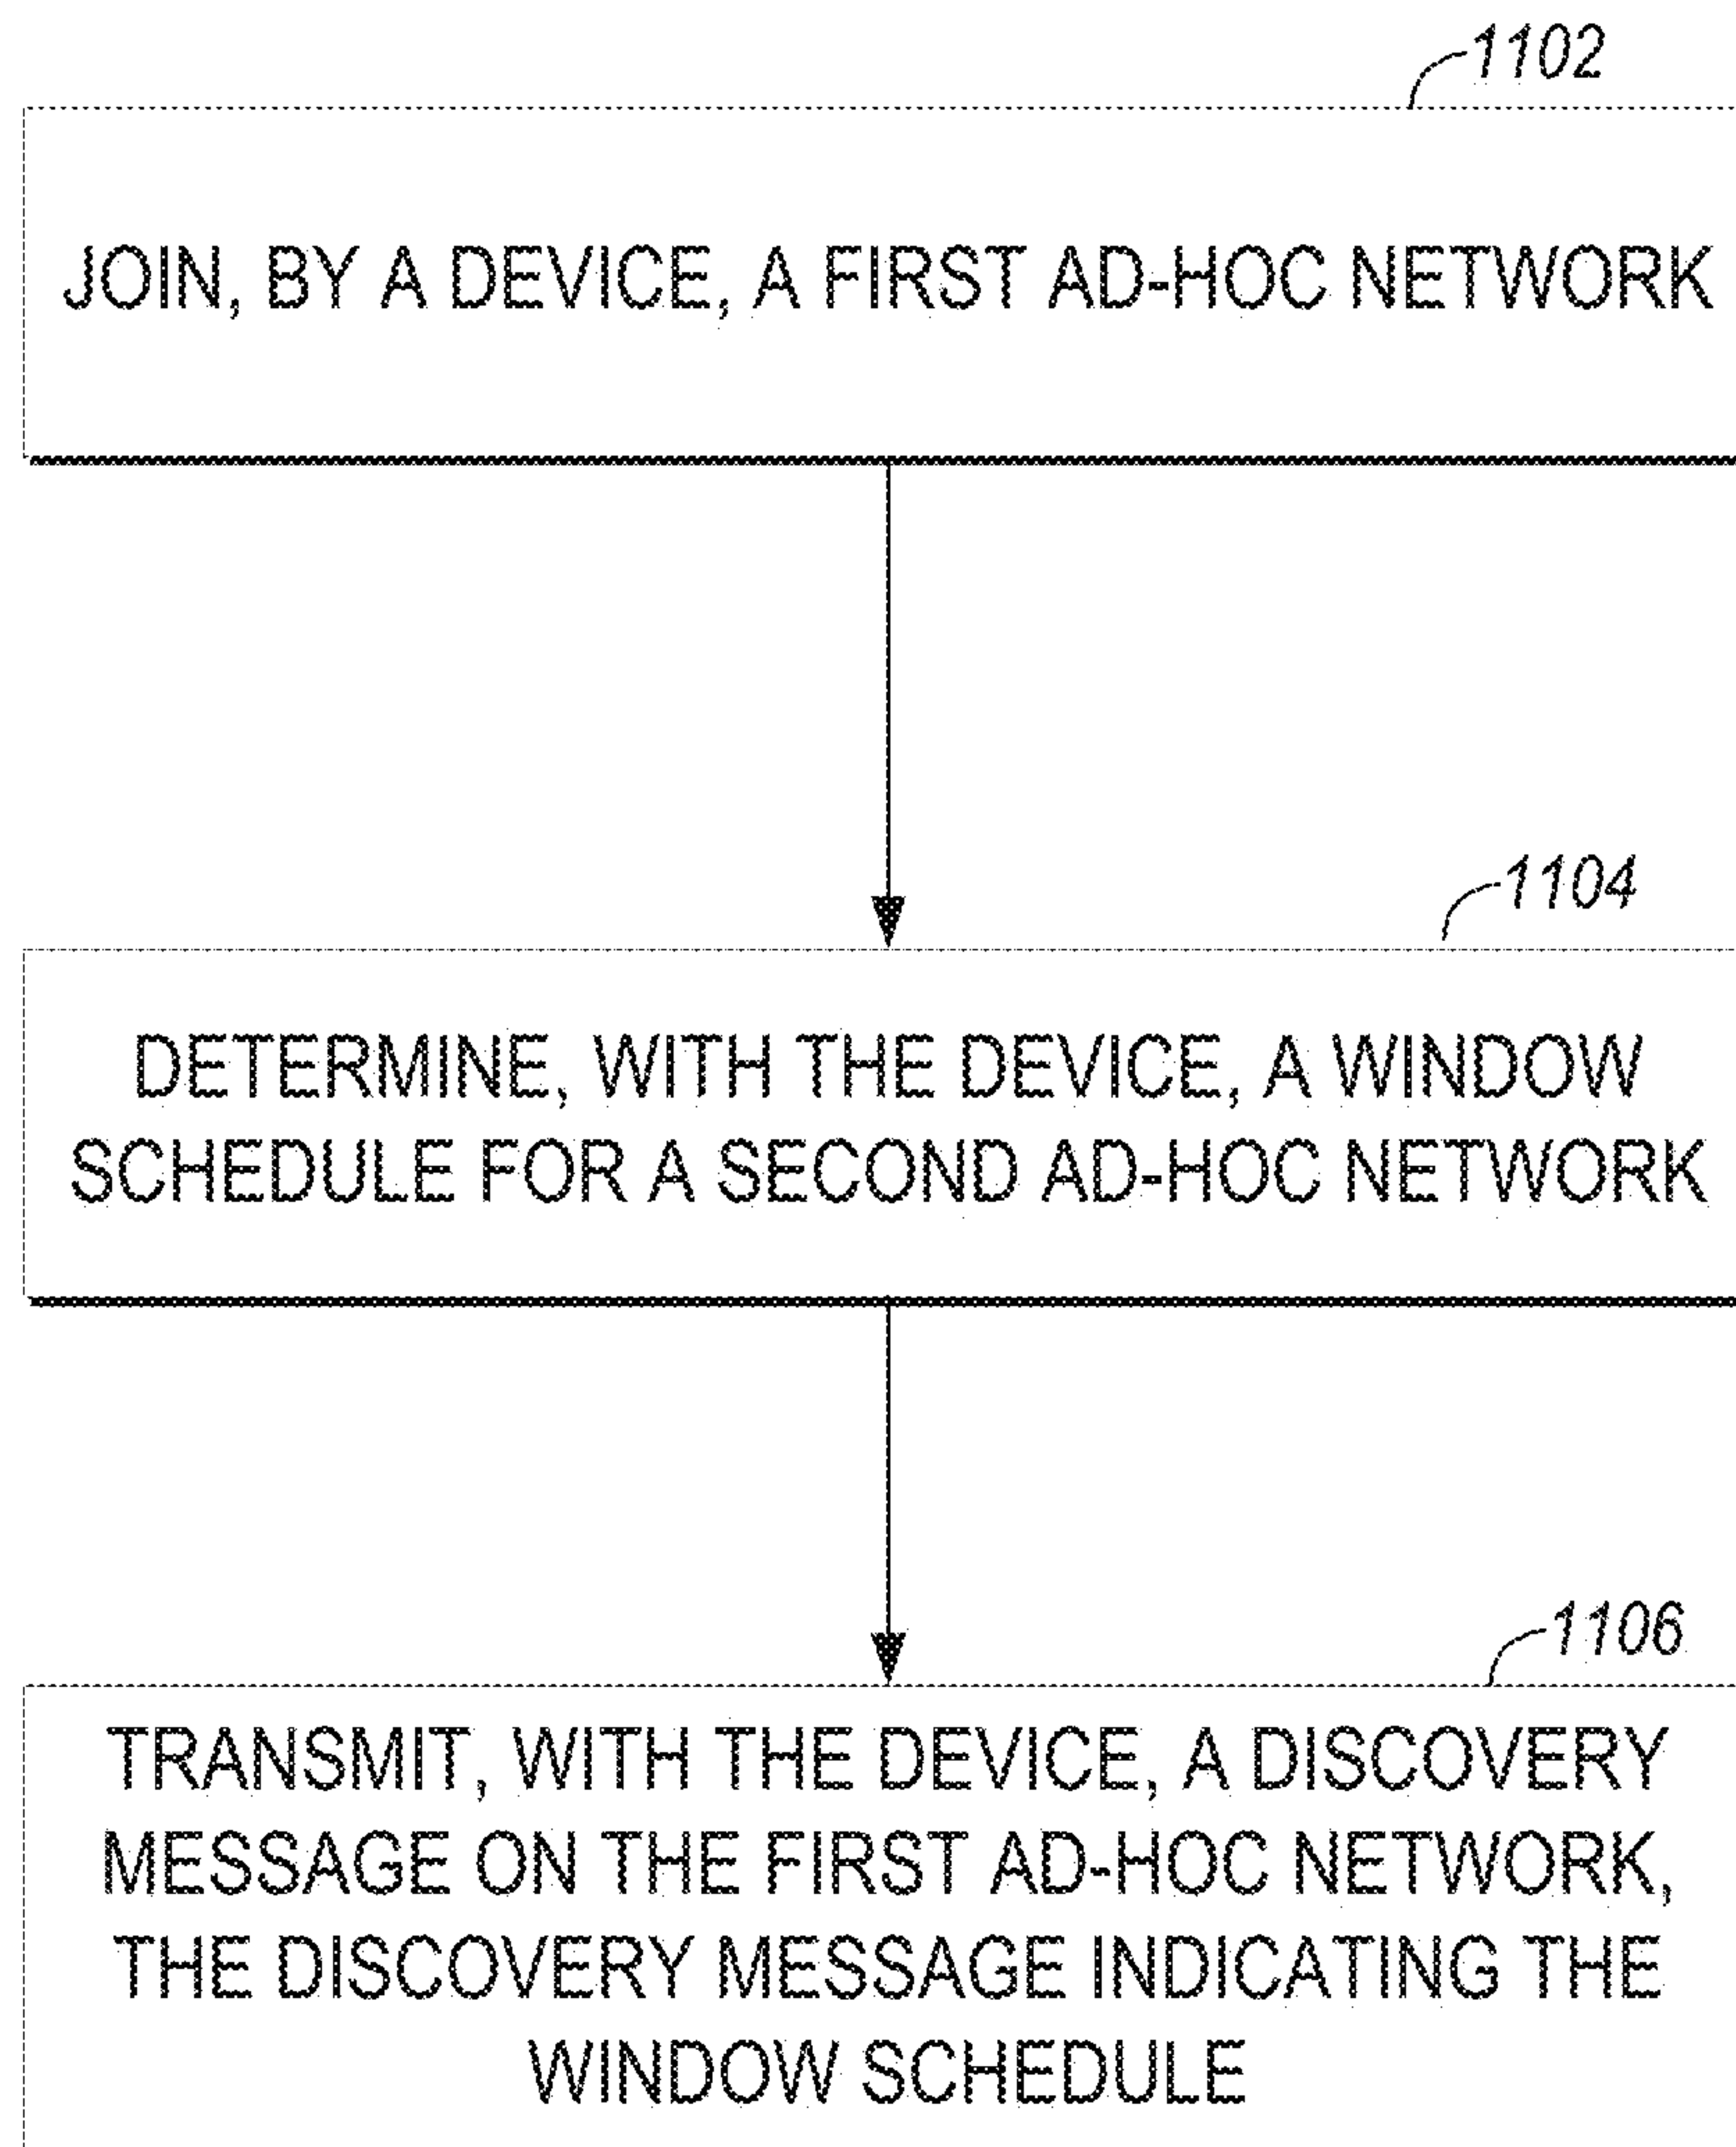 1102
JOIN, BY A DEVICE, A FIRST AD-HOC NETWORK
1104
DETERMINE, WITH THE DEVICE, A WINDOW
SCHEDULE FOR A SECOND AD-HOC NETWORK
1106
TRANSMIT, WITH THE DEVICE, A DISCOVERY
MESSAGE ON THE FIRST AD-HOC NETWORK,
THE DISCOVERY MESSAGE INDICATING THE
WINDOW SCHEDULE